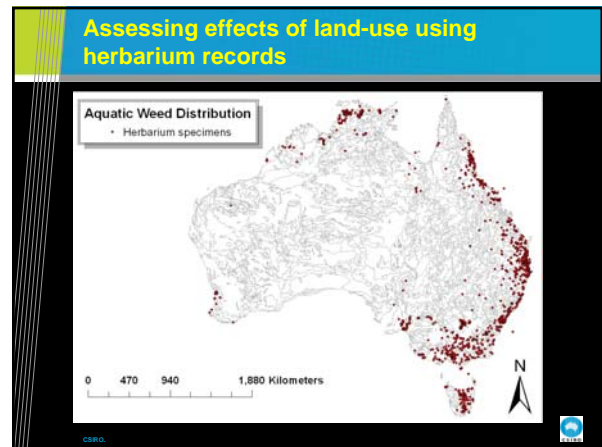 Assessing effects of land-use using
herbarium records
Aquatic Weed Distribution
• Herbarium specimens
N
0 470 940 1,880 Kilometers
CSIRO.
CSIRO